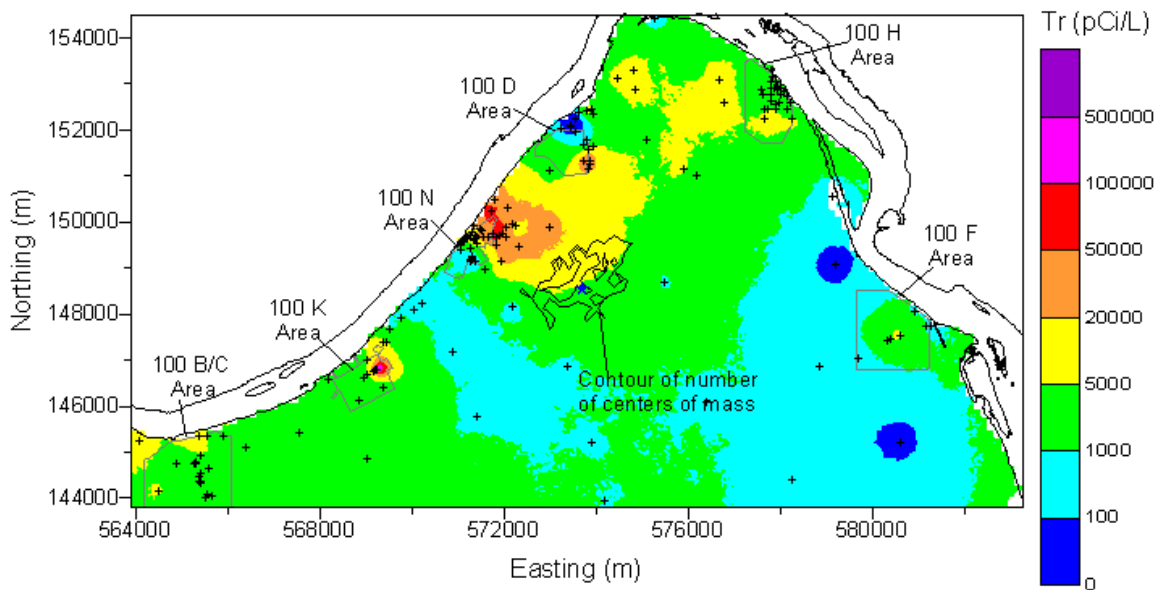 Tr (pCi/L)
500000
100000
50000
20000
5000
1000
100
0
154000
152000
150000
148000
146000
144000
Northing (m)
564000
568000
572000
576000
580000
Easting (m)
100 H
Area
100 D
Area
100 N
Area
100 F
Area
100 K
Area
100 B/C
Area
Contour of number
of centers of mass